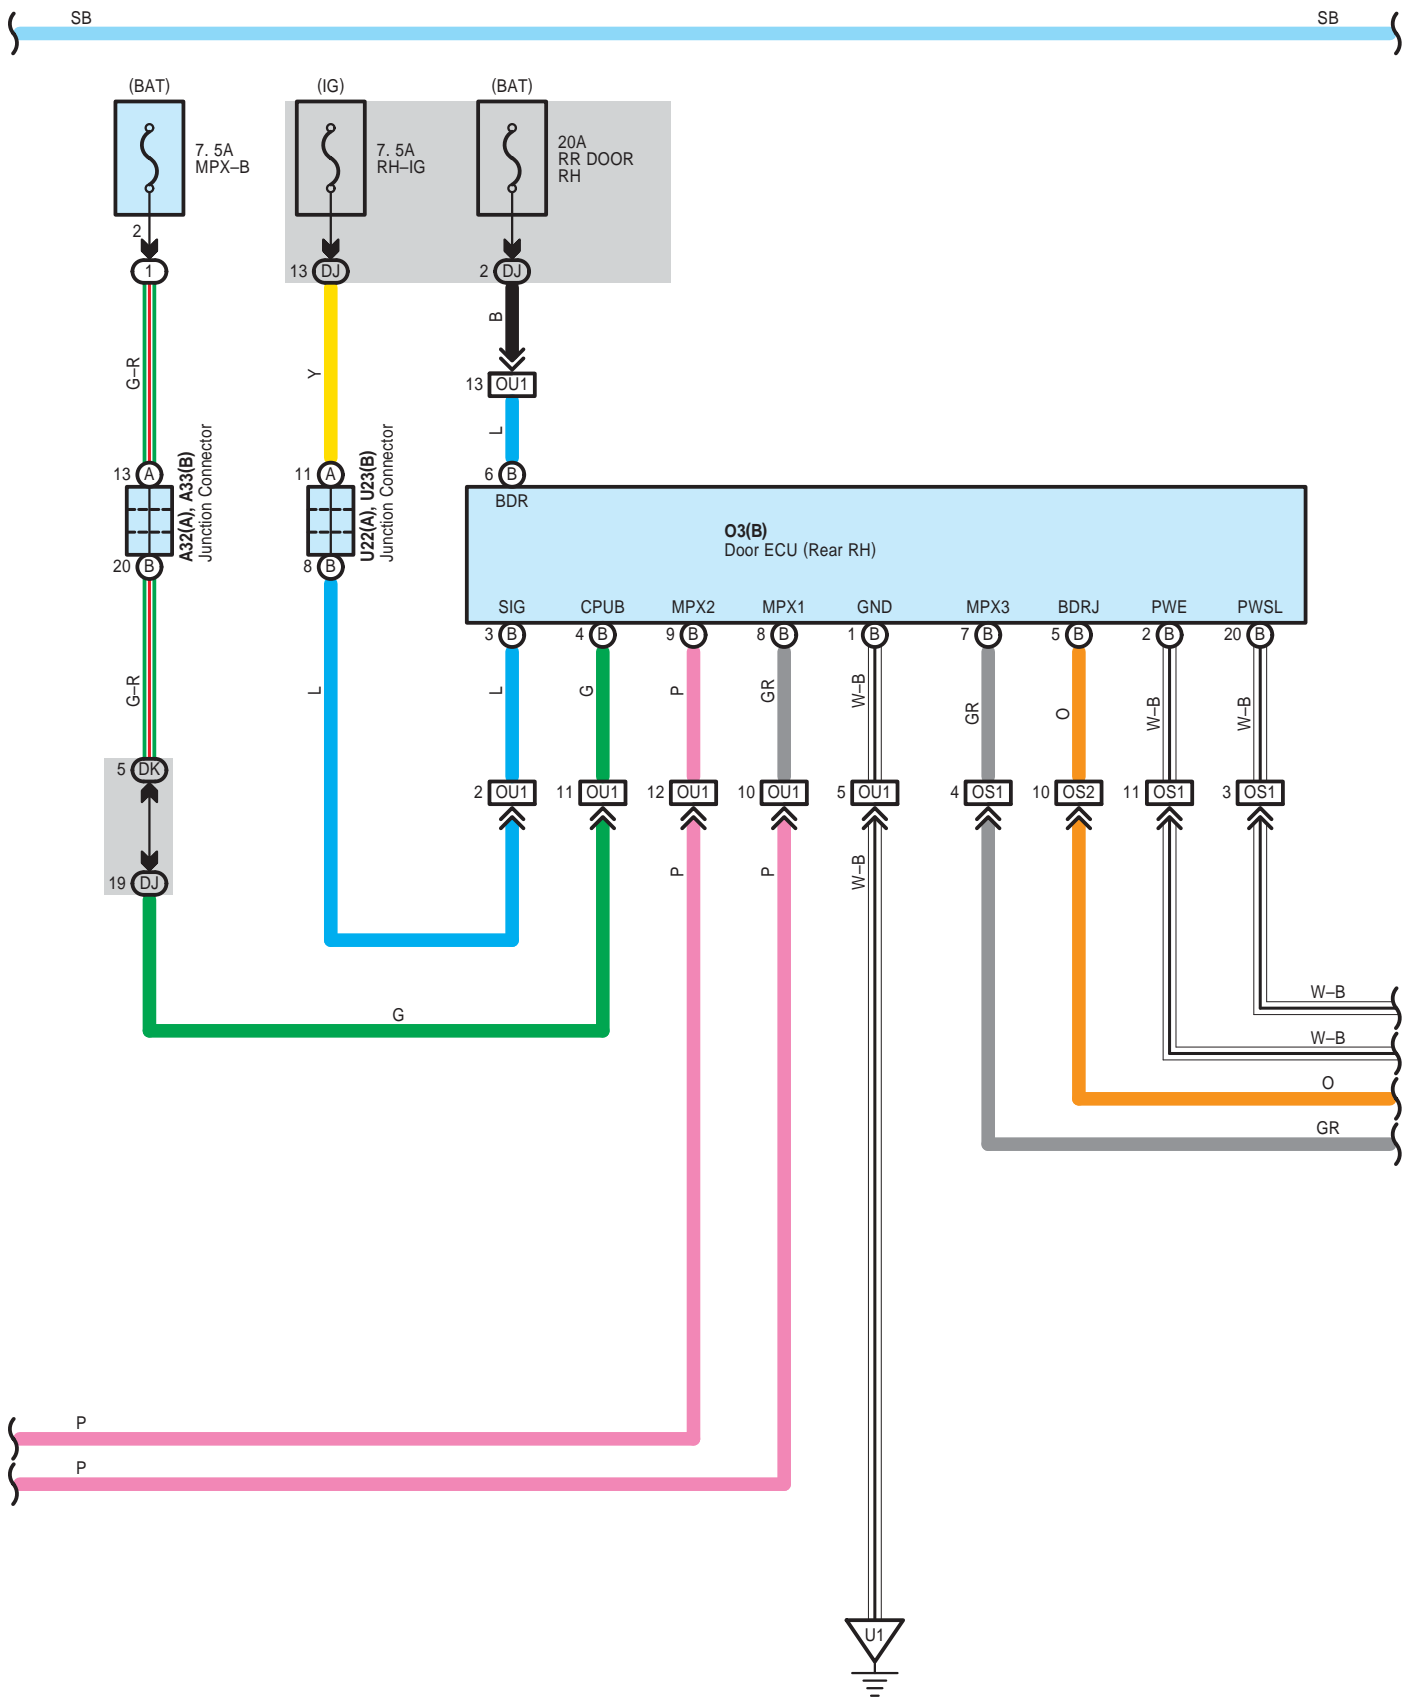 SB SB
(BAT) (IG) (BAT)
7. 5A
MPX–B
7. 5A
RH–IG
20A
RR DOOR
RH
2
1
13 DJ
2 DJ
B
G–R
Y
13 OU1
L
13 A
A32(A), A33(B)
Junction Connector
20 B
11 A
U22(A), U23(B)
Junction Connector
8 B
6 B
BDR
O3(B)
Door ECU (Rear RH)
SIG CPUB MPX2 MPX1 GND MPX3 BDRJ PWE PWSL
3 B 4 B 9 B 8 B 1 B 7 B 5 B 2 B 20 B
G–R L L G P GR W–B GR O W–B W–B
5 DK
2 OU1 11 OU1 12 OU1 10 OU1 5 OU1 4 OS1 10 OS2 11 OS1 3 OS1
P P W–B
19 DJ
G
W–B
W–B
O
GR
P
P
U1